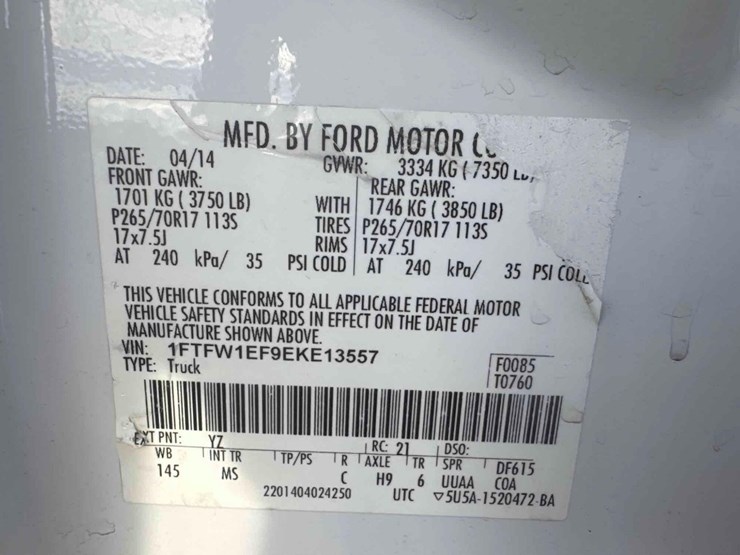 MFD. BY FORD MOTOR
DATE: 04/14 GVWR: 3334 KG ( 7350
FRONT GAWR: REAR GAWR:
1701 KG ( 3750 LB) WITH 1746 KG ( 3850 LB)
P265/70R17 113S TIRES P265/70R17 113S
17x7.5J RIMS 17x7.5J
AT 240 kPa/ 35 PSI COLD AT 240 kPa/ 35 PSI
THIS VEHICLE CONFORMS TO ALL APPLICABLE FEDERAL MOTOR
VEHICLE SAFETY STANDARDS IN EFFECT ON THE DATE OF
MANUFACTURE SHOWN ABOVE.
VIN: 1FTFW1EF9EKE13557 F0085
TYPE: Truck T0760
EXT PNT: YZ RC: 21 DSO:
WB INT TR TP/PS R AXLE TR SPR DF615
145 MS C H9 6 UUAA COA
2201404024250 UTC ▽5U5A-1520472-BA